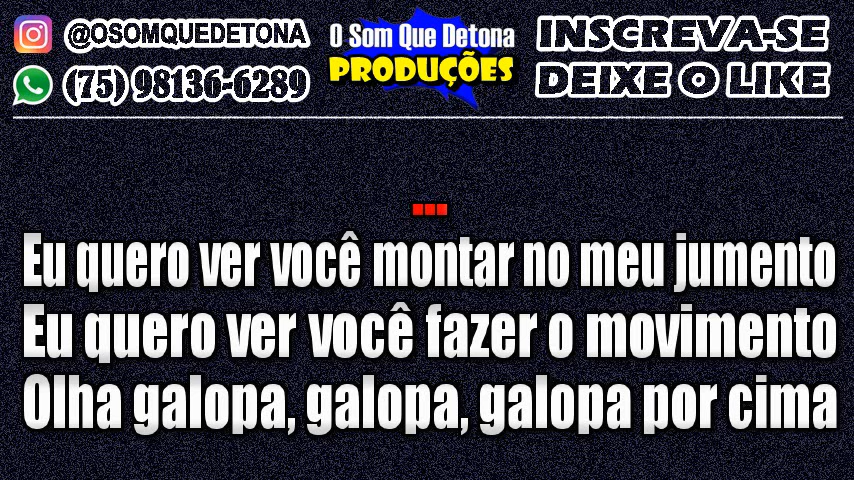 @OSOMQUEDETONA
(75) 98136-6289
O Som Que Detona
PRODUÇÕES
INSCREVA-SE
DEIXE O LIKE
...
Eu quero ver você montar no meu jumento
Eu quero ver você fazer o movimento
Olha galopa, galopa, galopa por cima